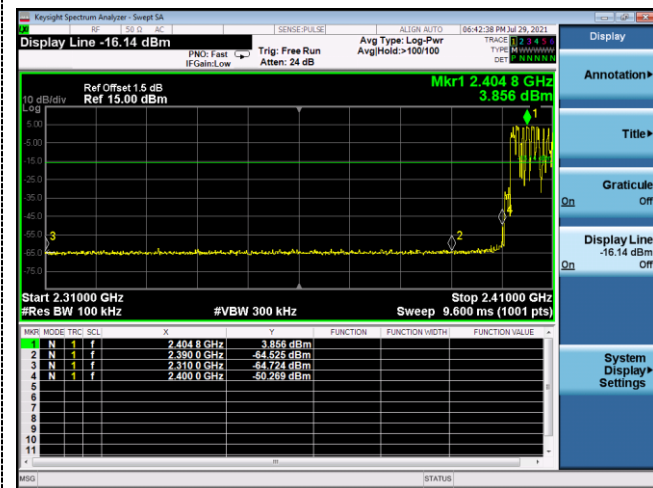 Keysight Spectrum Analyzer - Swept SA
RF 50 Ω AC SENSE:PULSE ALIGN AUTO 06:42:38 PM Jul 29, 2021
Display Line -16.14 dBm
PNO: Fast
IFGain:Low
Trig: Free Run
Atten: 24 dB
Avg Type: Log-Pwr
Avg|Hold:>100/100
TRACE 1 2 3 4 5 6
TYPE M WWWWW
DET P N N N N N
Ref Offset 1.5 dB
Ref 15.00 dBm
10 dB/div
Log
Mkr1 2.404 8 GHz
3.856 dBm
5.00
-5.00
-15.0
-25.0
-35.0
-45.0
-55.0
-65.0
-75.0
1
2
3
4
Start 2.31000 GHz Stop 2.41000 GHz
#Res BW 100 kHz #VBW 300 kHz Sweep 9.600 ms (1001 pts)
MKR MODE TRC SCL X Y FUNCTION FUNCTION WIDTH FUNCTION VALUE
1 N 1 f 2.404 8 GHz 3.856 dBm
2 N 1 f 2.390 0 GHz -64.525 dBm
3 N 1 f 2.310 0 GHz -64.724 dBm
4 N 1 f 2.400 0 GHz -50.269 dBm
5
6
7
8
9
10
11
MSG STATUS
Display
Annotation
Title
Graticule
On Off
Display Line
-16.14 dBm
On Off
System
Display
Settings